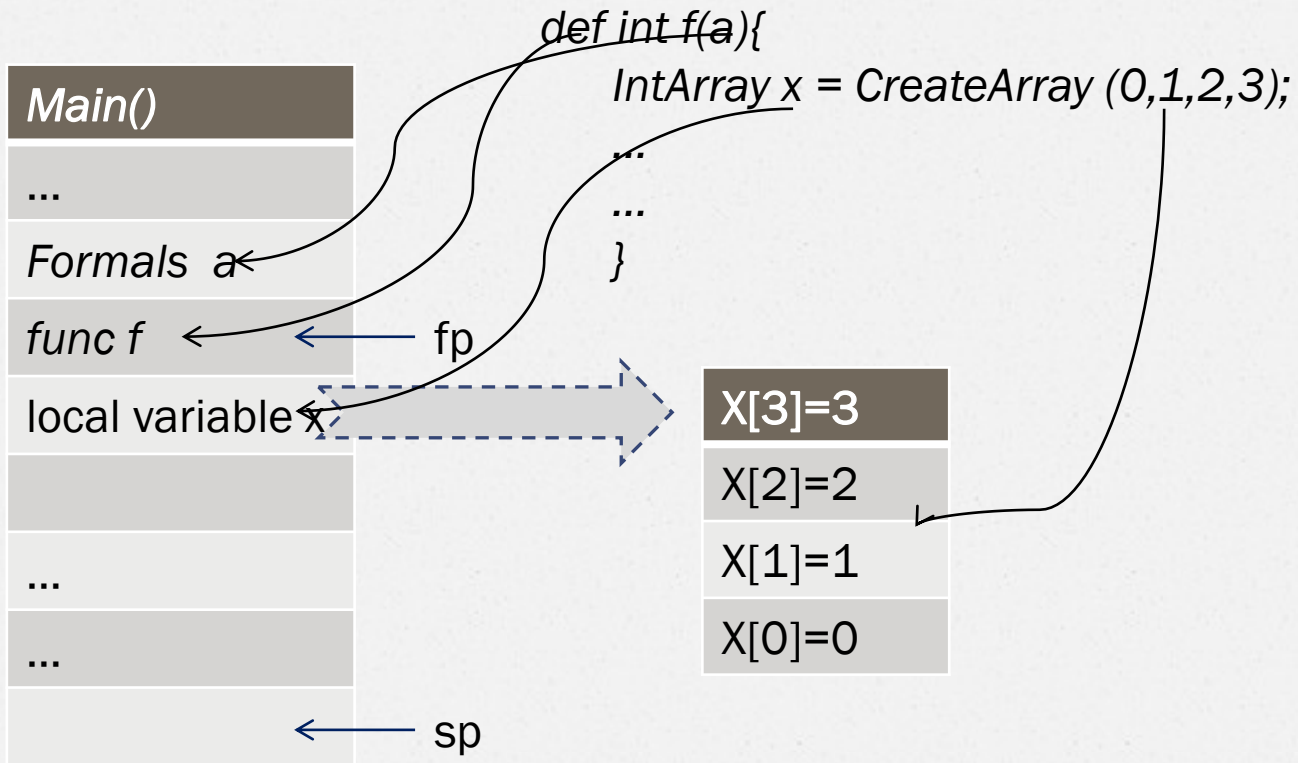 def int f(a){
IntArray x = CreateArray (0,1,2,3);
...
...
}
Main()
...
Formals a
func f
fp
local variable x
...
...
sp
X[3]=3
X[2]=2
X[1]=1
X[0]=0